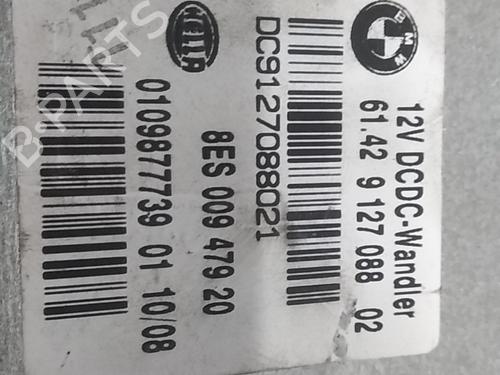 BMW
12V DCDC-Wandler
61.42 9 127 088 02
DC9127088021
HELLA
8ES 009 479 20
0109877739 01 10/08
B-PARTS